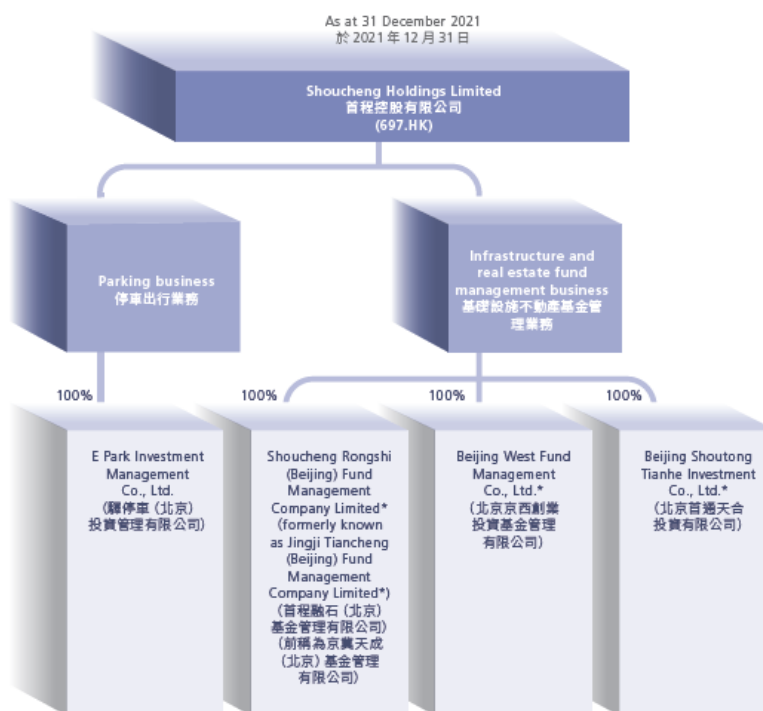 As at 31 December 2021
於 2021 年 12 月 31 日
Shoucheng Holdings Limited
首程控股有限公司
(697.HK)
Parking business
停車出行業務
Infrastructure and
real estate fund
management business
基礎設施不動產基金管
理業務
100%
E Park Investment
Management
Co., Ltd.
(驛停車 (北京)
投資管理有限公司)
100%
Shoucheng Rongshi
(Beijing) Fund
Management
Company Limited*
(formerly known
as Jingji Tiancheng
(Beijing) Fund
Management
Company Limited*)
(首程融石 (北京)
基金管理有限公司)
(前稱為京冀天成
(北京) 基金管理
有限公司)
100%
Beijing West Fund
Management
Co., Ltd.*
(北京京西創業
投資基金管理
有限公司)
100%
Beijing Shoutong
Tianhe Investment
Co., Ltd.*
(北京首通天合
投資有限公司)